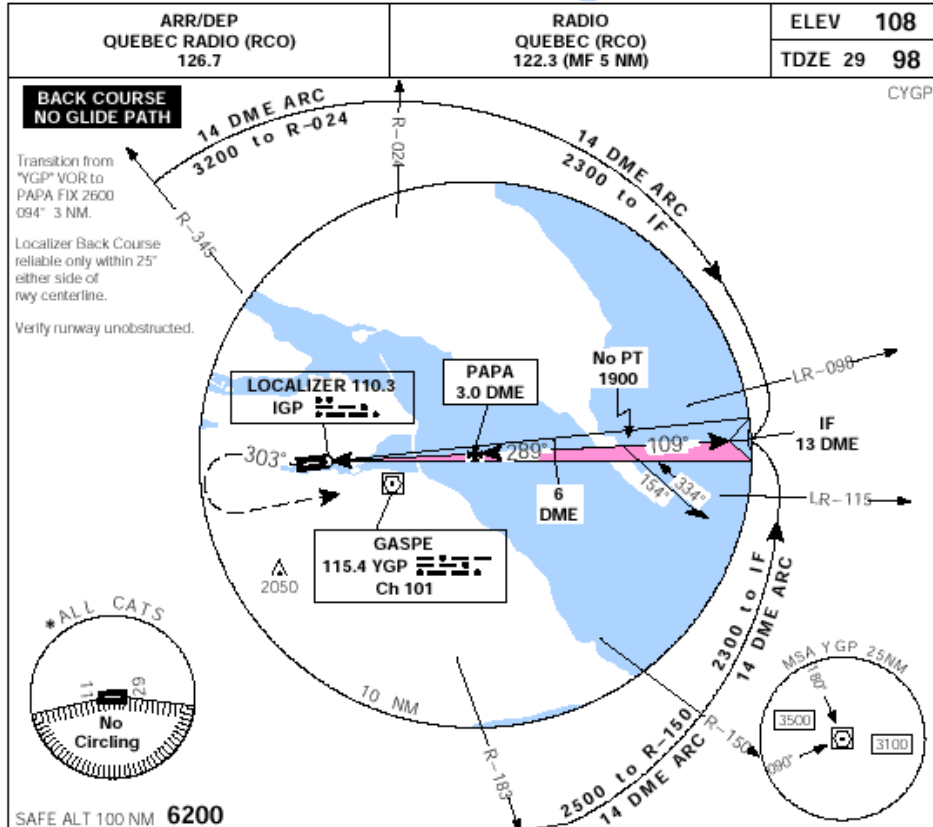 ARR/DEP
QUEBEC RADIO (RCO)
126.7
RADIO
QUEBEC (RCO)
122.3 (MF 5 NM)
ELEV 108
TDZE 29 98
CYGP
BACK COURSE
NO GLIDE PATH
Transition from
"YGP" VOR to
PAPA FIX 2600
094° 3 NM.
Localizer Back Course
reliable only within 25°
either side of
rwy centerline.
Verify runway unobstructed.
14 DME ARC
3200 to R-024
R-024
14 DME ARC
2300 to IF
R-345
No PT
1900
PAPA
3.0 DME
LOCALIZER 110.3
IGP
LR-098
IF
13 DME
303°
289°
109°
154°
334°
6
DME
LR-115
GASPE
115.4 YGP
Ch 101
2050
2300 to IF
14 DME ARC
*ALL CATS
11
29
No
Circling
10 NM
R-183
R-150
2500 to R-150
14 DME ARC
MSA YGP 25NM
180°
3500
3100
090°
SAFE ALT 100 NM 6200